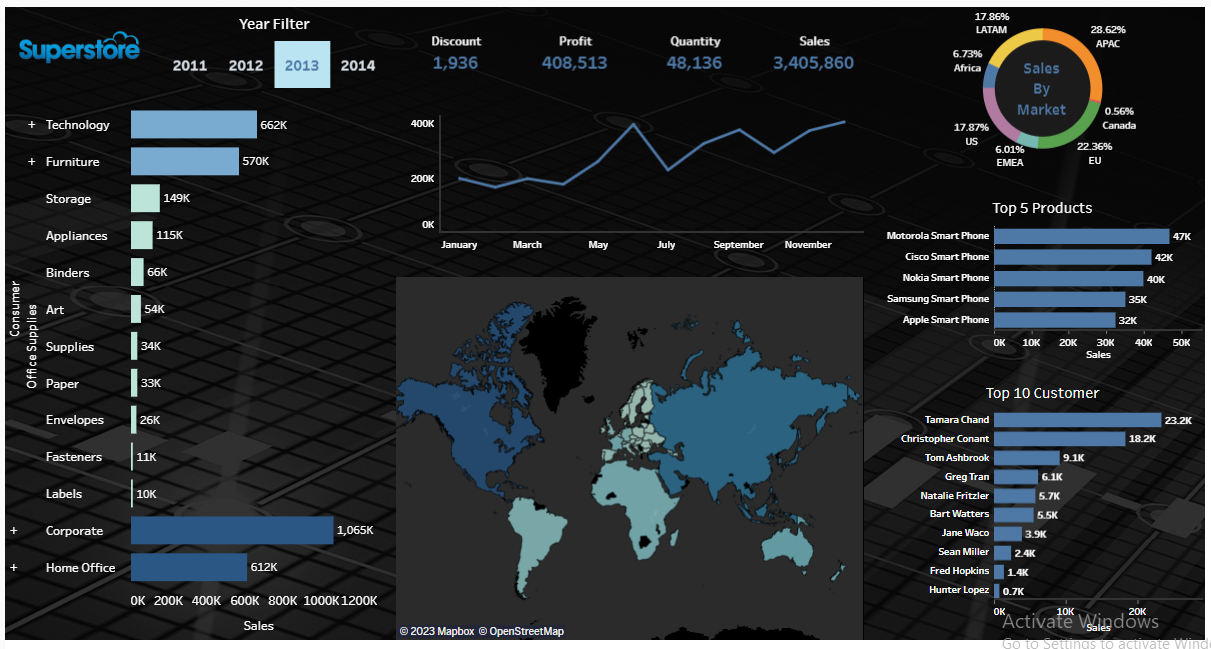 Superstore
Year Filter
2011 2012 2013 2014
Discount Profit Quantity Sales
1,936 408,513 48,136 3,405,860
+ Technology 662K
+ Furniture 570K
Storage 149K
Appliances 115K
Binders 66K
Art 54K
Supplies 34K
Paper 33K
Envelopes 26K
Fasteners 11K
Labels 10K
Consumer
Office Supplies
+ Corporate 1,065K
+ Home Office 612K
0K 200K 400K 600K 800K 1000K 1200K
Sales
400K
200K
0K
January March May July September November
© 2023 Mapbox © OpenStreetMap
Sales
By
Market
17.86%
LATAM
28.62%
APAC
6.73%
Africa
0.56%
Canada
17.87%
US
22.36%
EU
6.01%
EMEA
Top 5 Products
Motorola Smart Phone 47K
Cisco Smart Phone 42K
Nokia Smart Phone 40K
Samsung Smart Phone 35K
Apple Smart Phone 32K
0K 10K 20K 30K 40K 50K
Sales
Top 10 Customer
Tamara Chand 23.2K
Christopher Conant 18.2K
Tom Ashbrook 9.1K
Greg Tran 6.1K
Natalie Fritzler 5.7K
Bart Watters 5.5K
Jane Waco 3.9K
Sean Miller 2.4K
Fred Hopkins 1.4K
Hunter Lopez 0.7K
0K 10K 20K
Sales
Activate Windows
Go to Settings to activate Wind